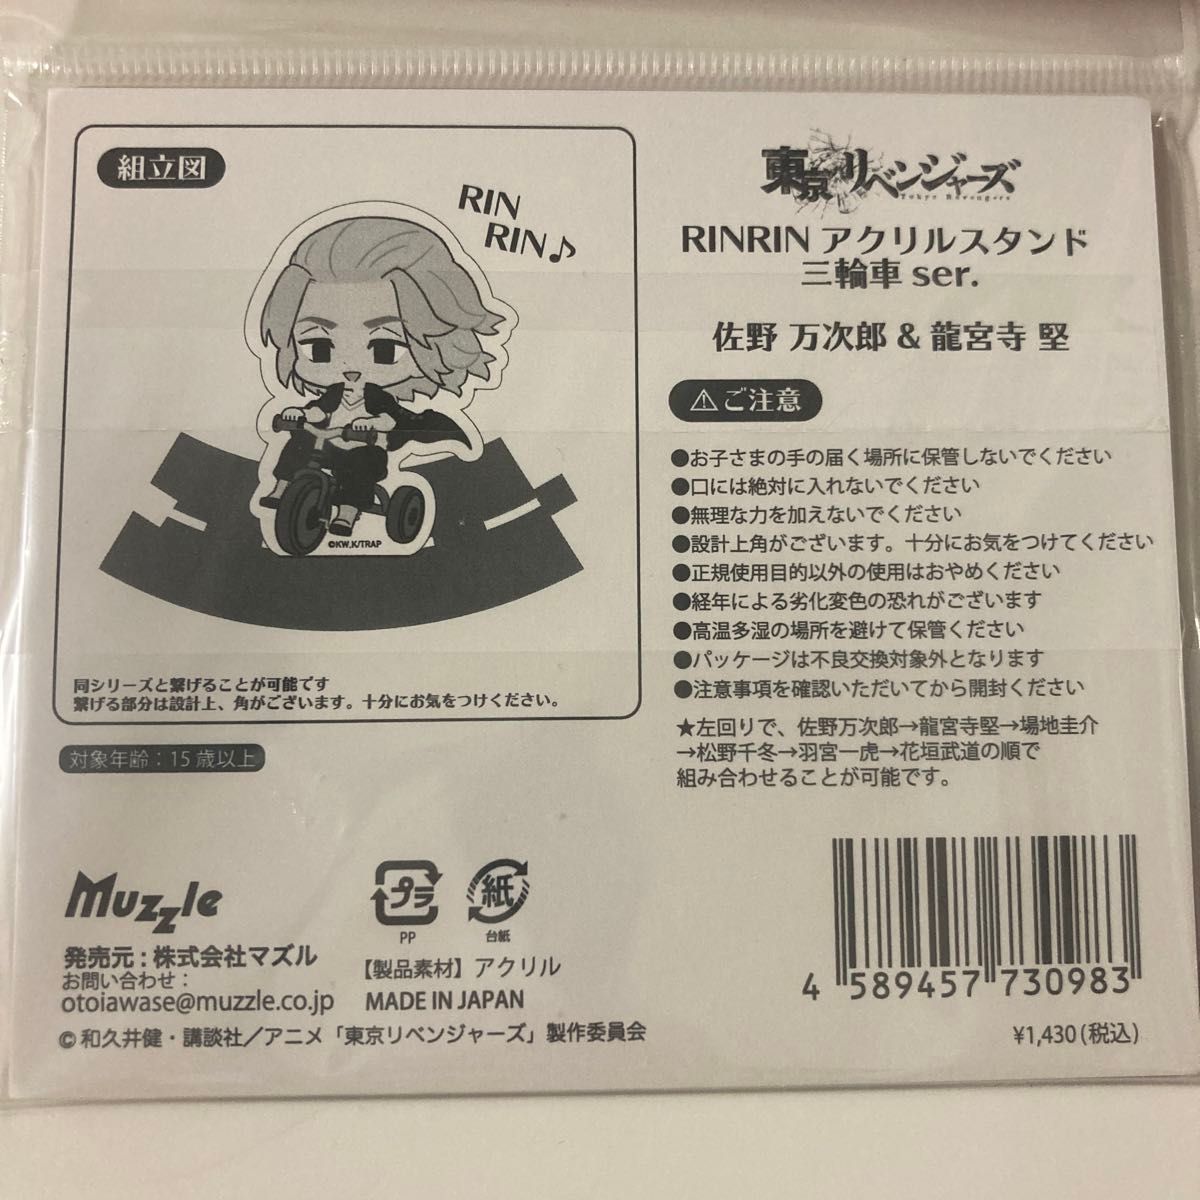 組立図
RIN
RIN♪
©KW,K/TRAP
同シリーズと繋げることが可能です
繋げる部分は設計上、角がございます。十分にお気をつけください。
対象年齢：15歳以上
東京リベンジャーズ
Tokyo Revengers
RINRIN アクリルスタンド
三輪車 ser.
佐野 万次郎 & 龍宮寺 堅
⚠ご注意
●お子さまの手の届く場所に保管しないでください
●口には絶対に入れないでください
●無理な力を加えないでください
●設計上角がございます。十分にお気をつけてください
●正規使用目的以外の使用はおやめください
●経年による劣化変色の恐れがございます
●高温多湿の場所を避けて保管ください
●パッケージは不良交換対象外となります
●注意事項を確認いただいてから開封ください
★左回りで、佐野万次郎→龍宮寺堅→場地圭介
→松野千冬→羽宮一虎→花垣武道の順で
組み合わせることが可能です。
Muzzle
発売元：株式会社マズル
お問い合わせ：
otoiawase@muzzle.co.jp
プラ
PP
紙
台紙
【製品素材】アクリル
MADE IN JAPAN
©和久井健・講談社／アニメ「東京リベンジャーズ」製作委員会
4 589457 730983
¥1,430(税込)